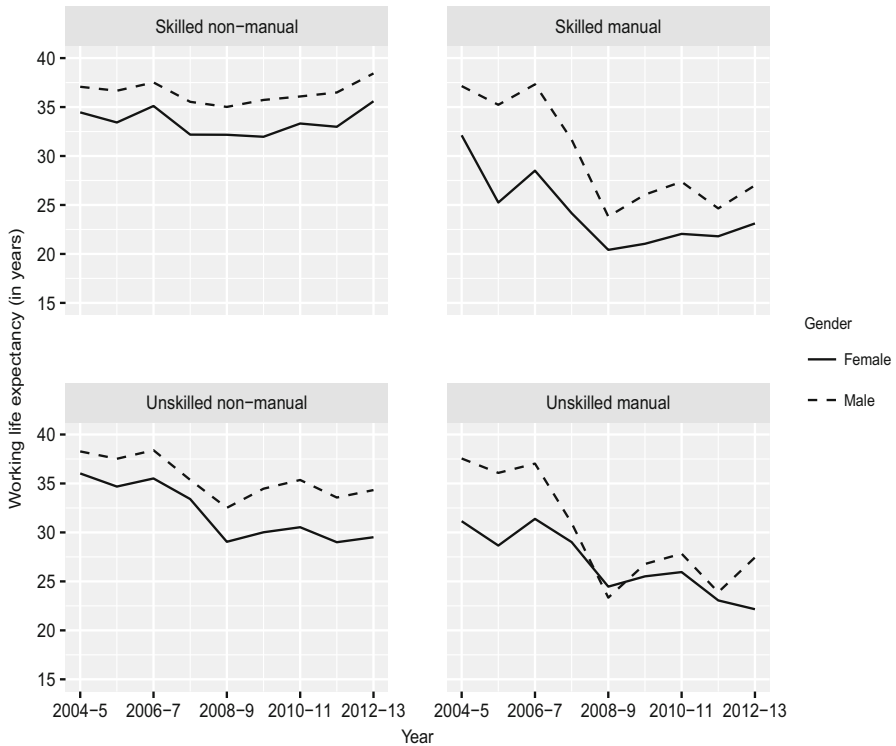 Skilled non−manual
Skilled manual
40
35
30
25
20
15
Working life expectancy (in years)
Gender
Female
Male
Unskilled non−manual
Unskilled manual
40
35
30
25
20
15
2004−5 2006−7 2008−9 2010−11 2012−13
2004−5 2006−7 2008−9 2010−11 2012−13
Year